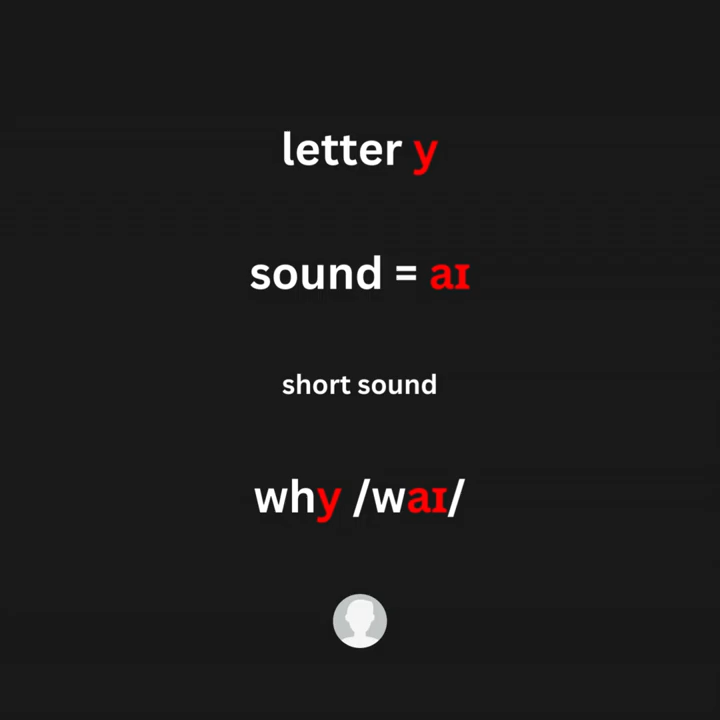 letter y
sound = aɪ
short sound
why /waɪ/